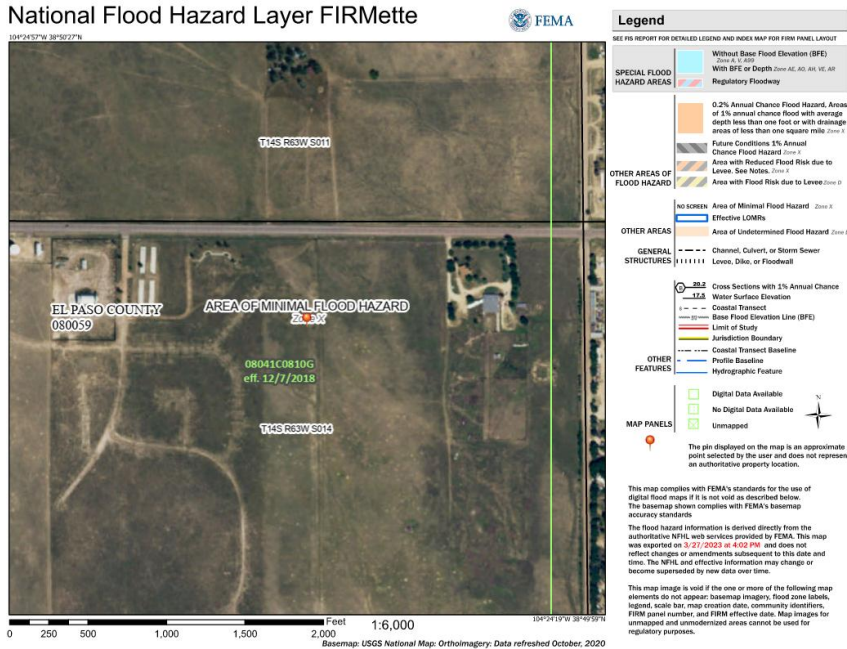 National Flood Hazard Layer FIRMette
FEMA
104°24'57"W 38°50'27"N
T14S R63W S011
EL PASO COUNTY
080059
AREA OF MINIMAL FLOOD HAZARD
Zone X
08041C0810G
eff. 12/7/2018
T14S R63W S014
104°24'19"W 38°49'59"N
0 250 500 1,000 1,500 2,000
Feet
1:6,000
Basemap: USGS National Map: Orthoimagery: Data refreshed October, 2020
Legend
SEE FIS REPORT FOR DETAILED LEGEND AND INDEX MAP FOR FIRM PANEL LAYOUT
SPECIAL FLOOD
HAZARD AREAS
Without Base Flood Elevation (BFE)
Zone A, V, A99
With BFE or Depth Zone AE, AO, AH, VE, AR
Regulatory Floodway
OTHER AREAS OF
FLOOD HAZARD
0.2% Annual Chance Flood Hazard, Areas
of 1% annual chance flood with average
depth less than one foot or with drainage
areas of less than one square mile Zone X
Future Conditions 1% Annual
Chance Flood Hazard Zone X
Area with Reduced Flood Risk due to
Levee. See Notes. Zone X
Area with Flood Risk due to Levee Zone D
OTHER AREAS
NO SCREEN Area of Minimal Flood Hazard Zone X
Effective LOMRs
Area of Undetermined Flood Hazard Zone
GENERAL
STRUCTURES
Channel, Culvert, or Storm Sewer
Levee, Dike, or Floodwall
OTHER
FEATURES
B 20.2 Cross Sections with 1% Annual Chance
17.5 Water Surface Elevation
8 Coastal Transect
Base Flood Elevation Line (BFE)
Limit of Study
Jurisdiction Boundary
Coastal Transect Baseline
Profile Baseline
Hydrographic Feature
MAP PANELS
Digital Data Available
No Digital Data Available
Unmapped
N
The pin displayed on the map is an approximate
point selected by the user and does not represen
an authoritative property location.
This map complies with FEMA's standards for the use of
digital flood maps if it is not void as described below.
The basemap shown complies with FEMA's basemap
accuracy standards
The flood hazard information is derived directly from the
authoritative NFHL web services provided by FEMA. This map
was exported on 3/27/2023 at 4:02 PM and does not
reflect changes or amendments subsequent to this date and
time. The NFHL and effective information may change or
become superseded by new data over time.
This map image is void if the one or more of the following map
elements do not appear: basemap imagery, flood zone labels,
legend, scale bar, map creation date, community identifiers,
FIRM panel number, and FIRM effective date. Map images for
unmapped and unmodernized areas cannot be used for
regulatory purposes.